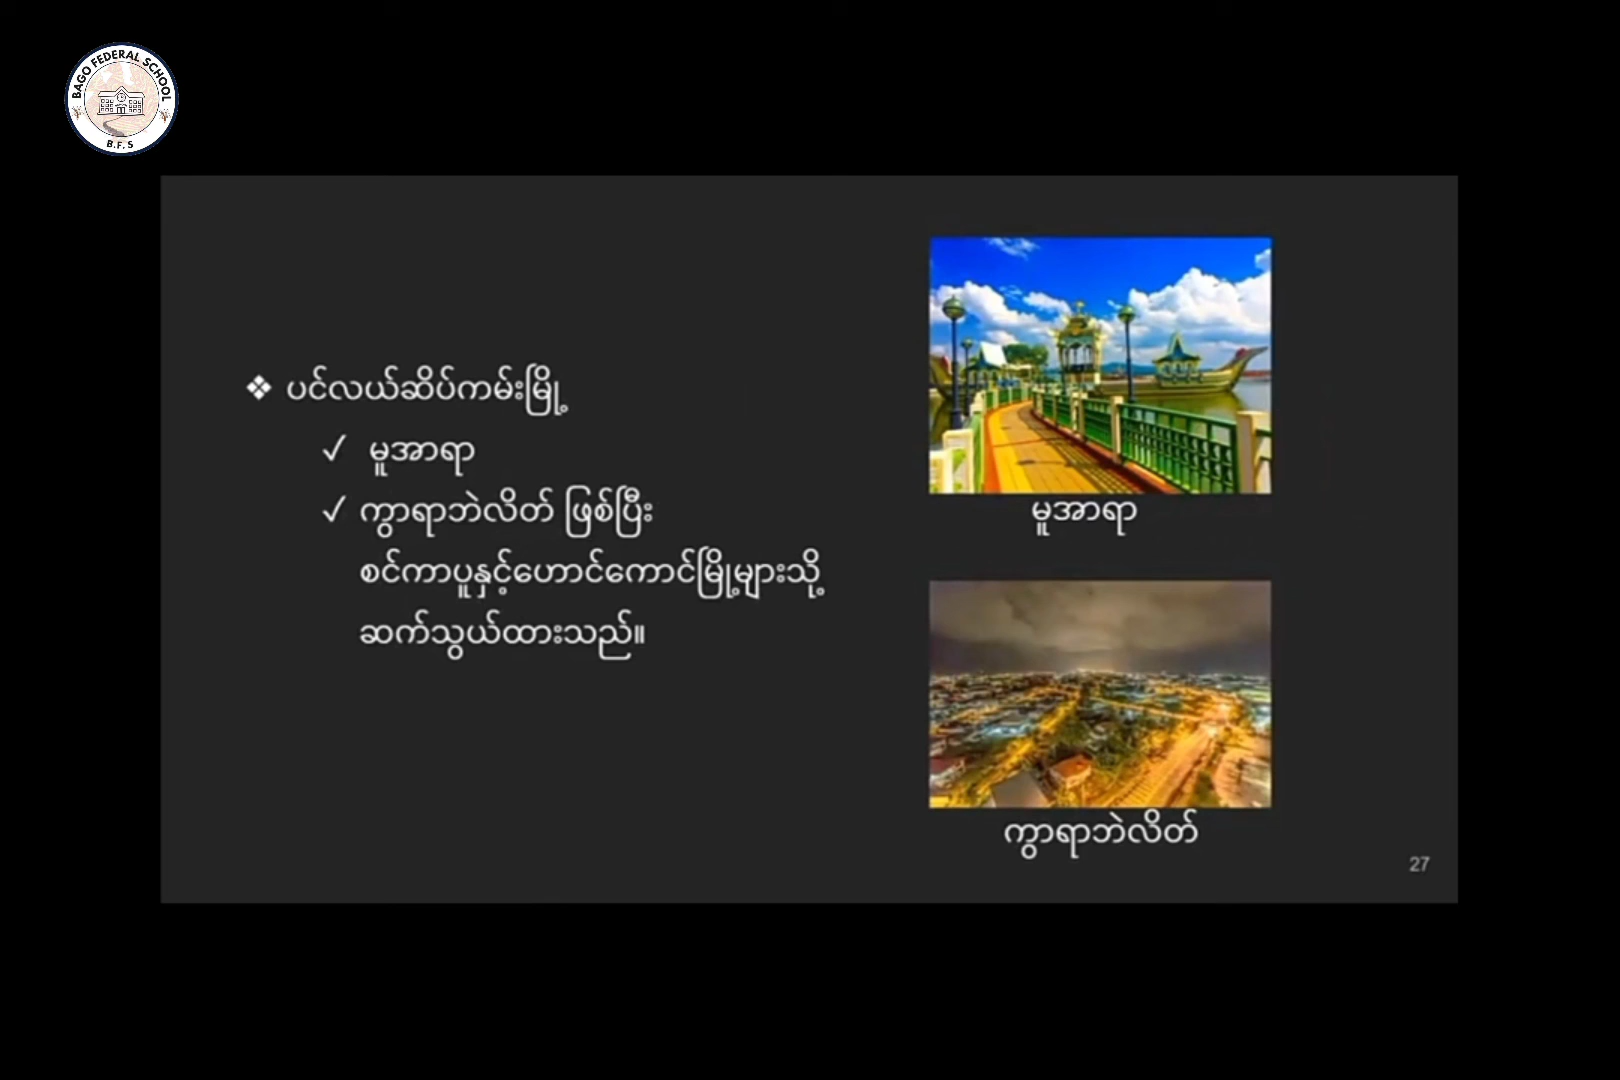 BAGO FEDERAL SCHOOL
B.F.S
❖ ပင်လယ်ဆိပ်ကမ်းမြို့
✓ မူအာရာ
✓ ကွာရာဘဲလိတ် ဖြစ်ပြီး
စင်ကာပူနှင့်ဟောင်ကောင်မြို့များသို့
ဆက်သွယ်ထားသည်။
မူအာရာ
ကွာရာဘဲလိတ်
27